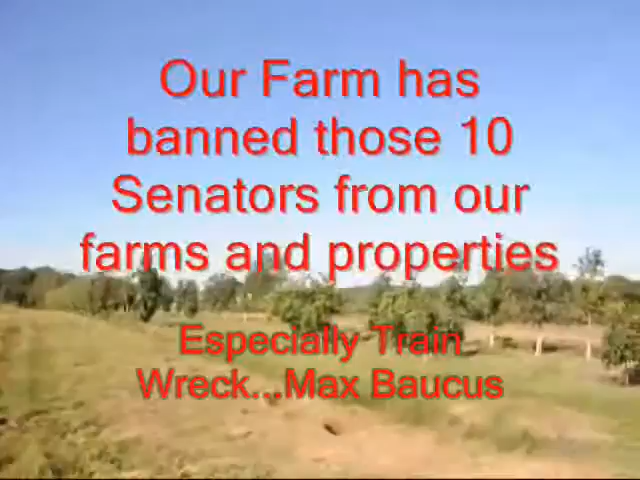 Our Farm has
banned those 10
Senators from our
farms and properties
Especially Train
Wreck...Max Baucus